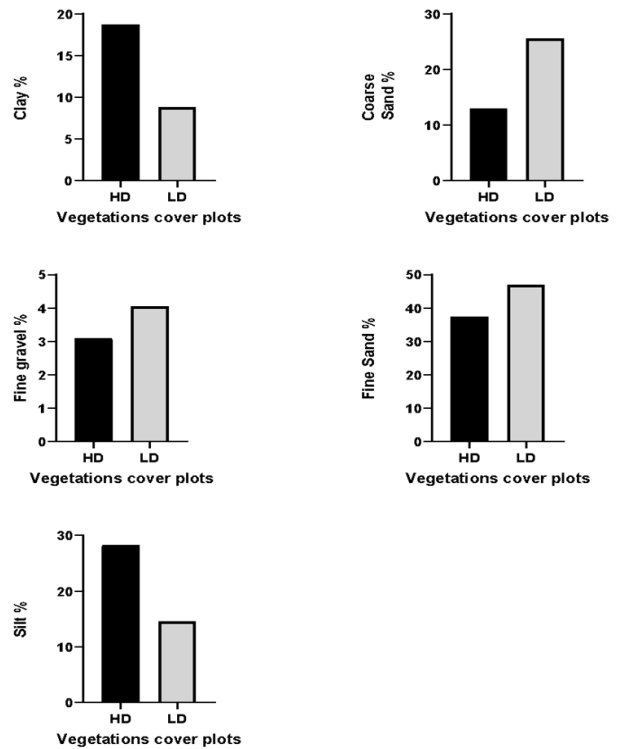 Clay %
20
15
10
5
0
HD LD
Vegetations cover plots
Coarse
Sand %
30
20
10
0
HD LD
Vegetations cover plots
Fine gravel %
5
4
3
2
1
0
HD LD
Vegetations cover plots
Fine Sand %
50
40
30
20
10
0
HD LD
Vegetations cover plots
Silt %
30
20
10
0
HD LD
Vegetations cover plots